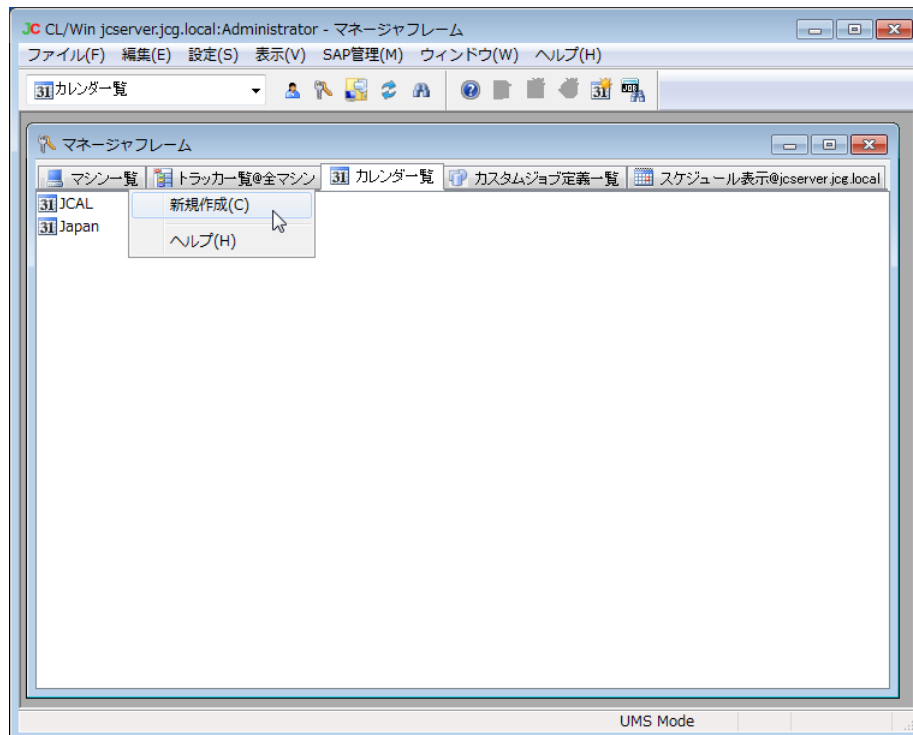 JC CL/Win jcserver.jcg.local:Administrator - マネージャフレーム
ファイル(F) 編集(E) 設定(S) 表示(V) SAP管理(M) ウィンドウ(W) ヘルプ(H)
31 カレンダー覧
マネージャフレーム
マシン一覧 トラッカー覧@全マシン 31 カレンダー覧 カスタムジョブ定義一覧 スケジュール表示@jcserver.jcg.local
31 JCAL 新規作成(C)
31 Japan
ヘルプ(H)
UMS Mode